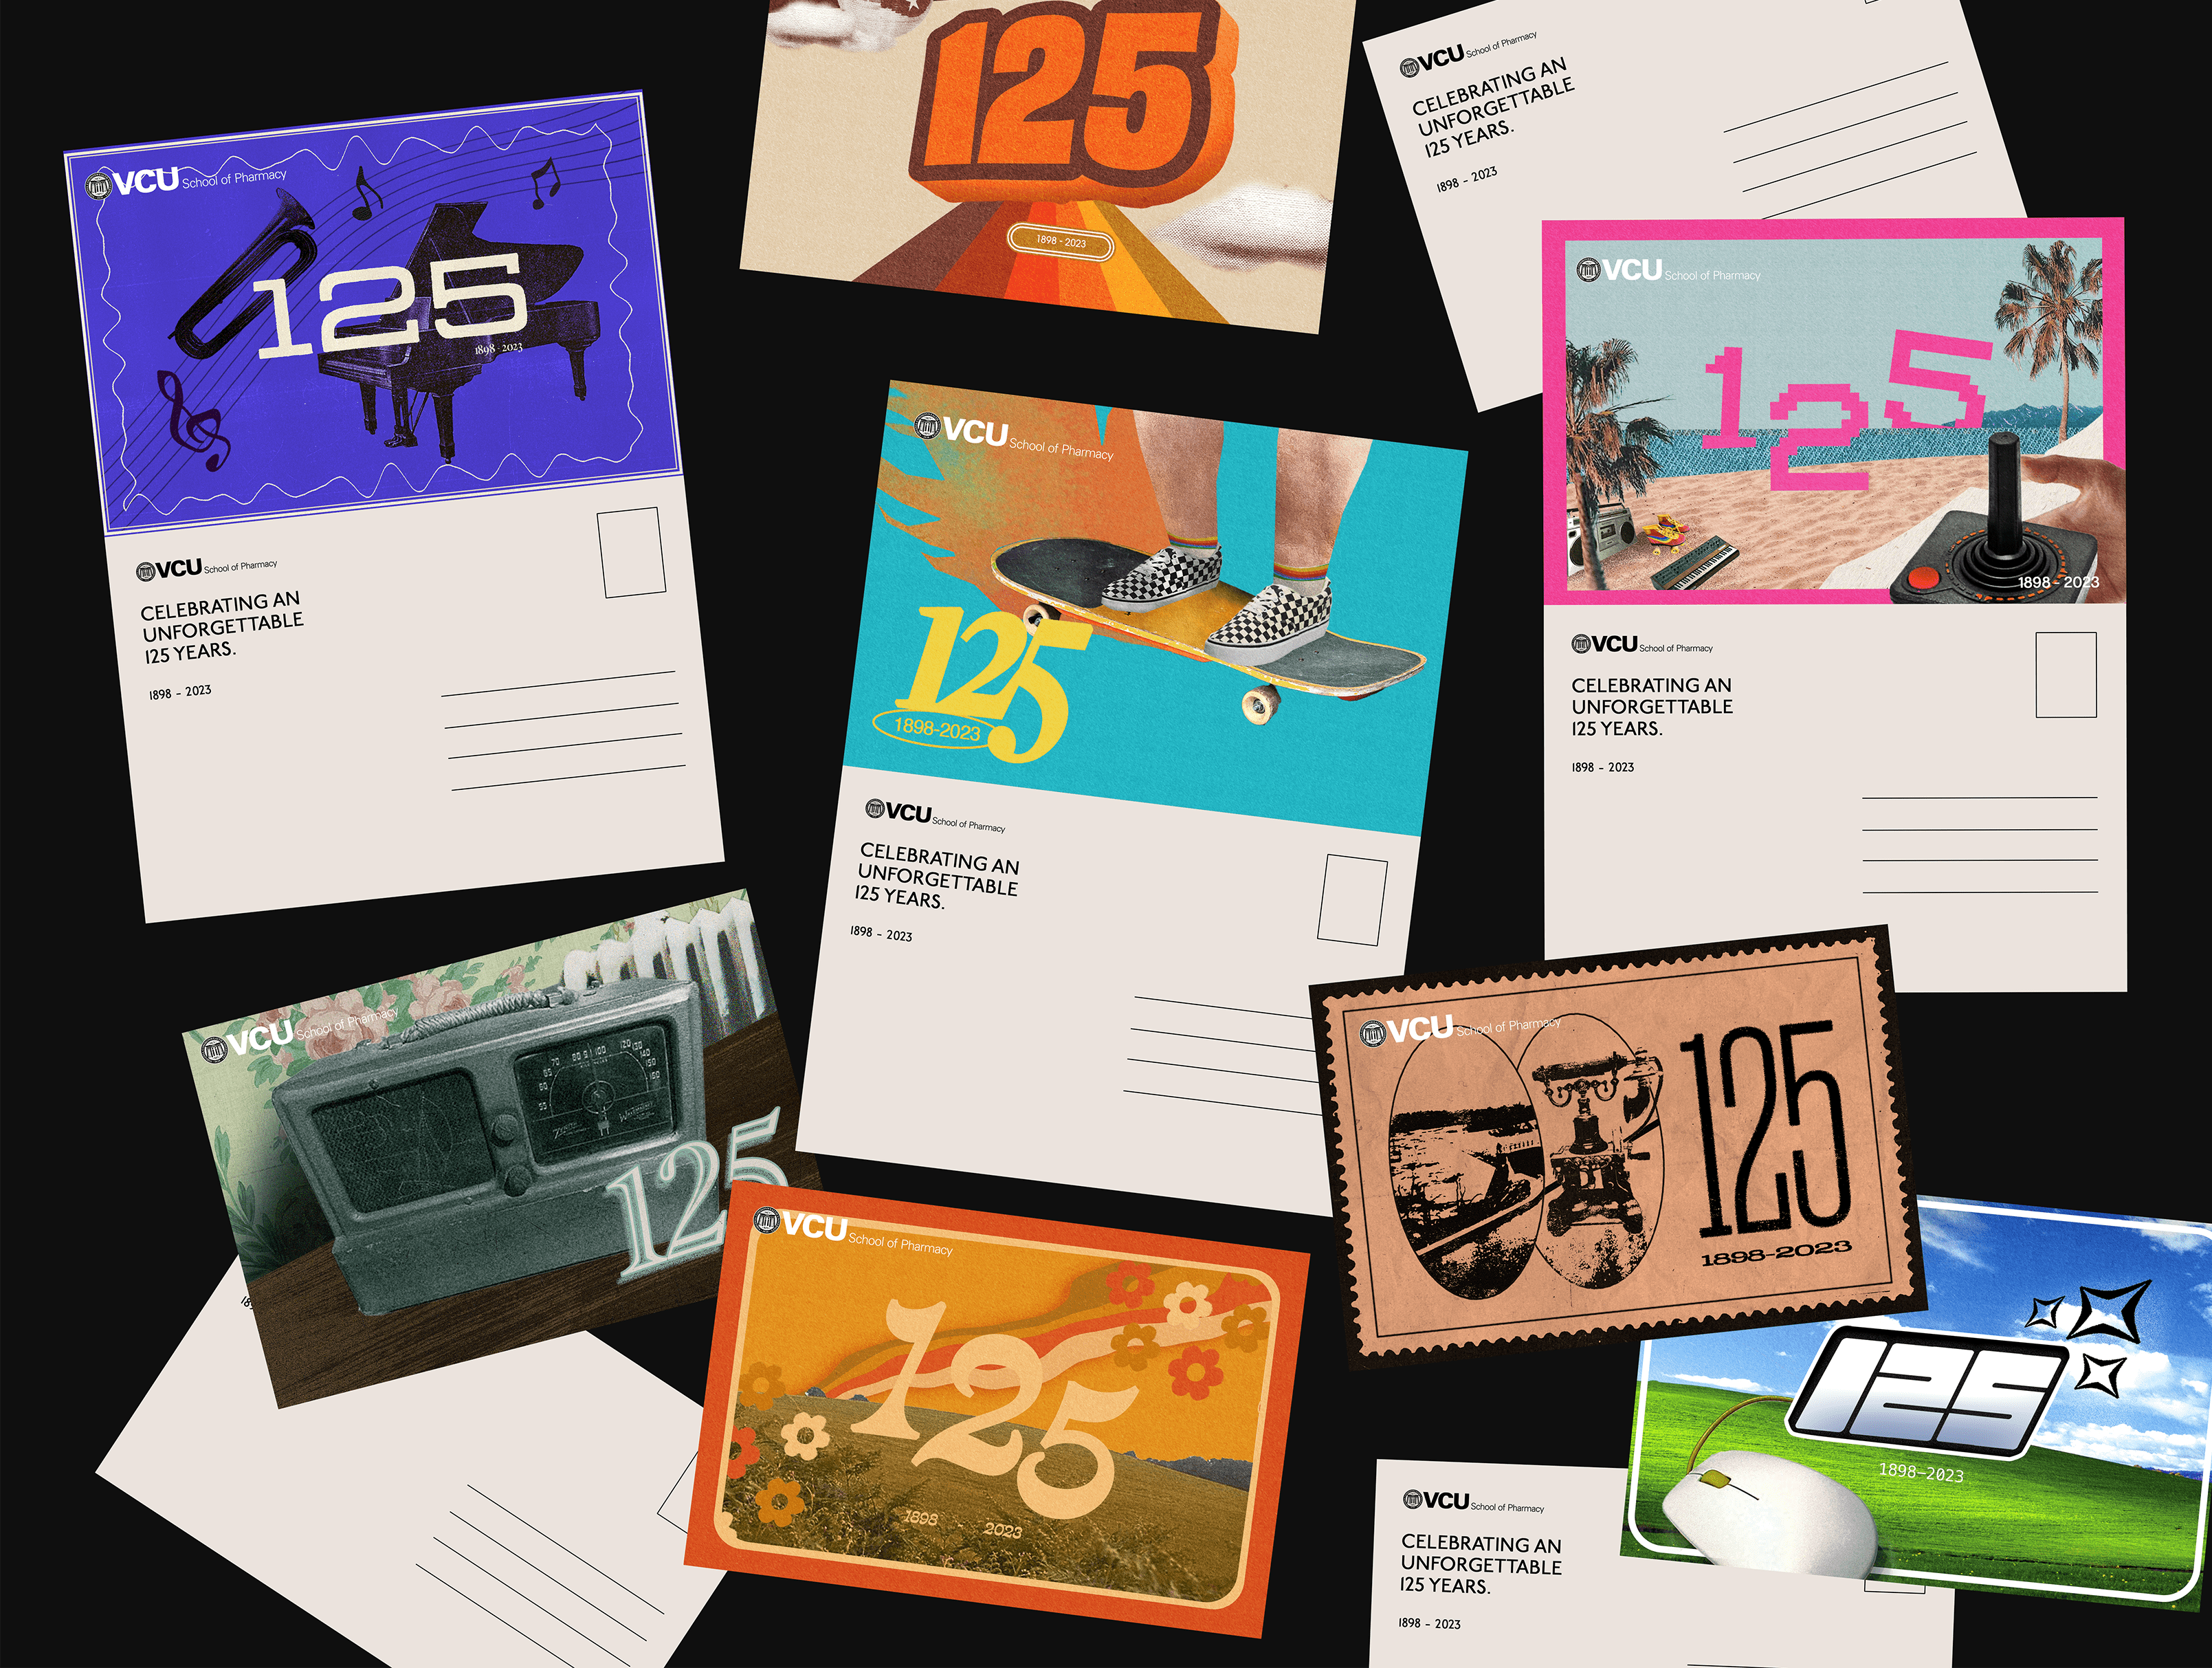 VCU School of Pharmacy
125
1898 - 2023
VCU School of Pharmacy
CELEBRATING AN
UNFORGETTABLE
125 YEARS.
1898 - 2023
125
1898 - 2023
VCU School of Pharmacy
CELEBRATING AN
UNFORGETTABLE
125 YEARS.
1898 - 2023
VCU School of Pharmacy
125
1898 - 2023
VCU School of Pharmacy
CELEBRATING AN
UNFORGETTABLE
125 YEARS.
1898 - 2023
VCU School of Pharmacy
125
1898-2023
VCU School of Pharmacy
CELEBRATING AN
UNFORGETTABLE
125 YEARS.
1898 - 2023
VCU School of Pharmacy
125
VCU School of Pharmacy
125
1898 - 2023
VCU School of Pharmacy
125
1898-2023
125
1898-2023
VCU School of Pharmacy
CELEBRATING AN
UNFORGETTABLE
125 YEARS.
1898 - 2023